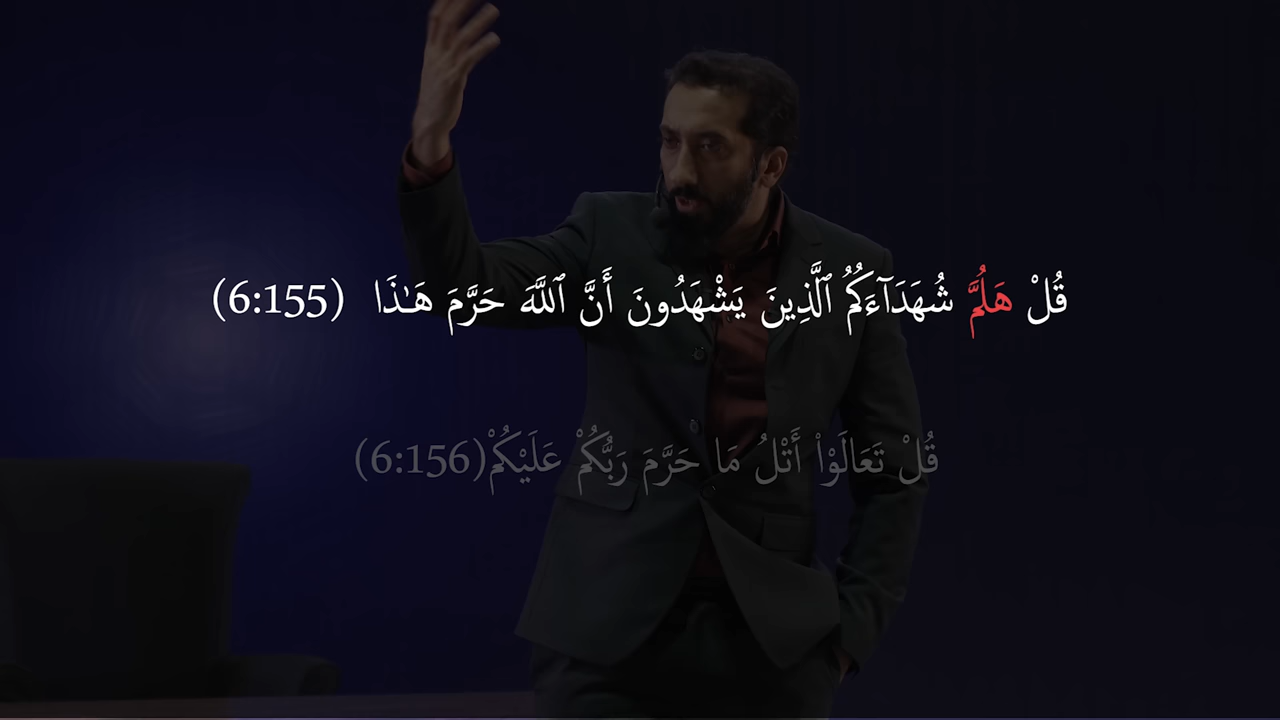 قُلْ هَلُمَّ شُهَدَآءَكُمُ ٱلَّذِينَ يَشْهَدُونَ أَنَّ ٱللَّهَ حَرَّمَ هَـٰذَا (6:155)
قُلْ تَعَالَوْا۟ أَتْلُ مَا حَرَّمَ رَبُّكُمْ عَلَيْكُمْ(6:156)